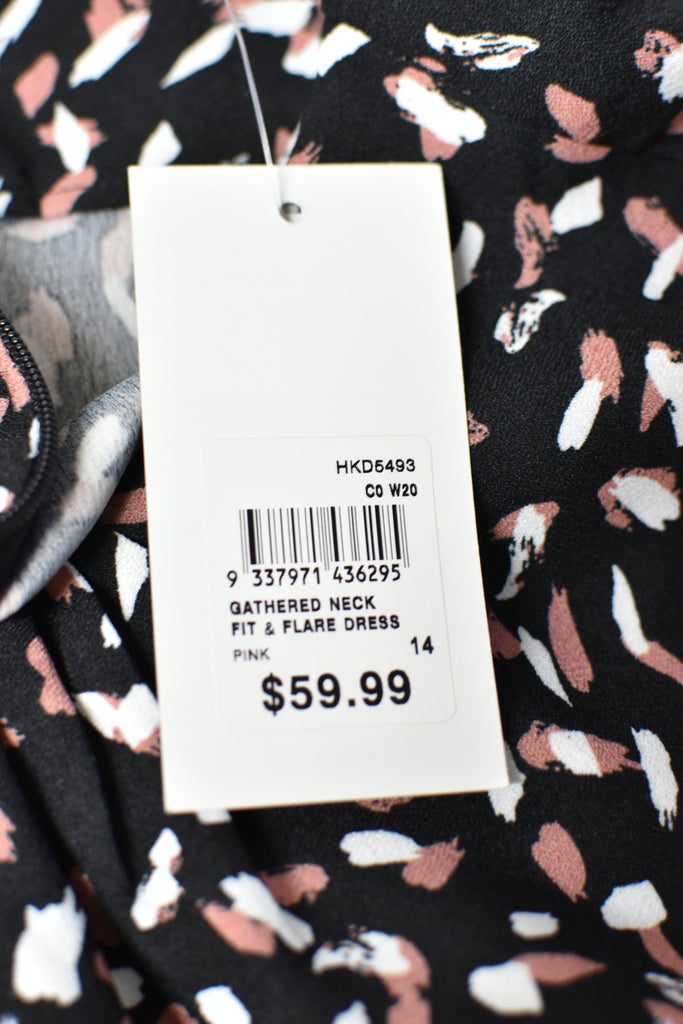 HKD5493
C0 W20
9 337971 436295
GATHERED NECK
FIT & FLARE DRESS
PINK 14
$59.99